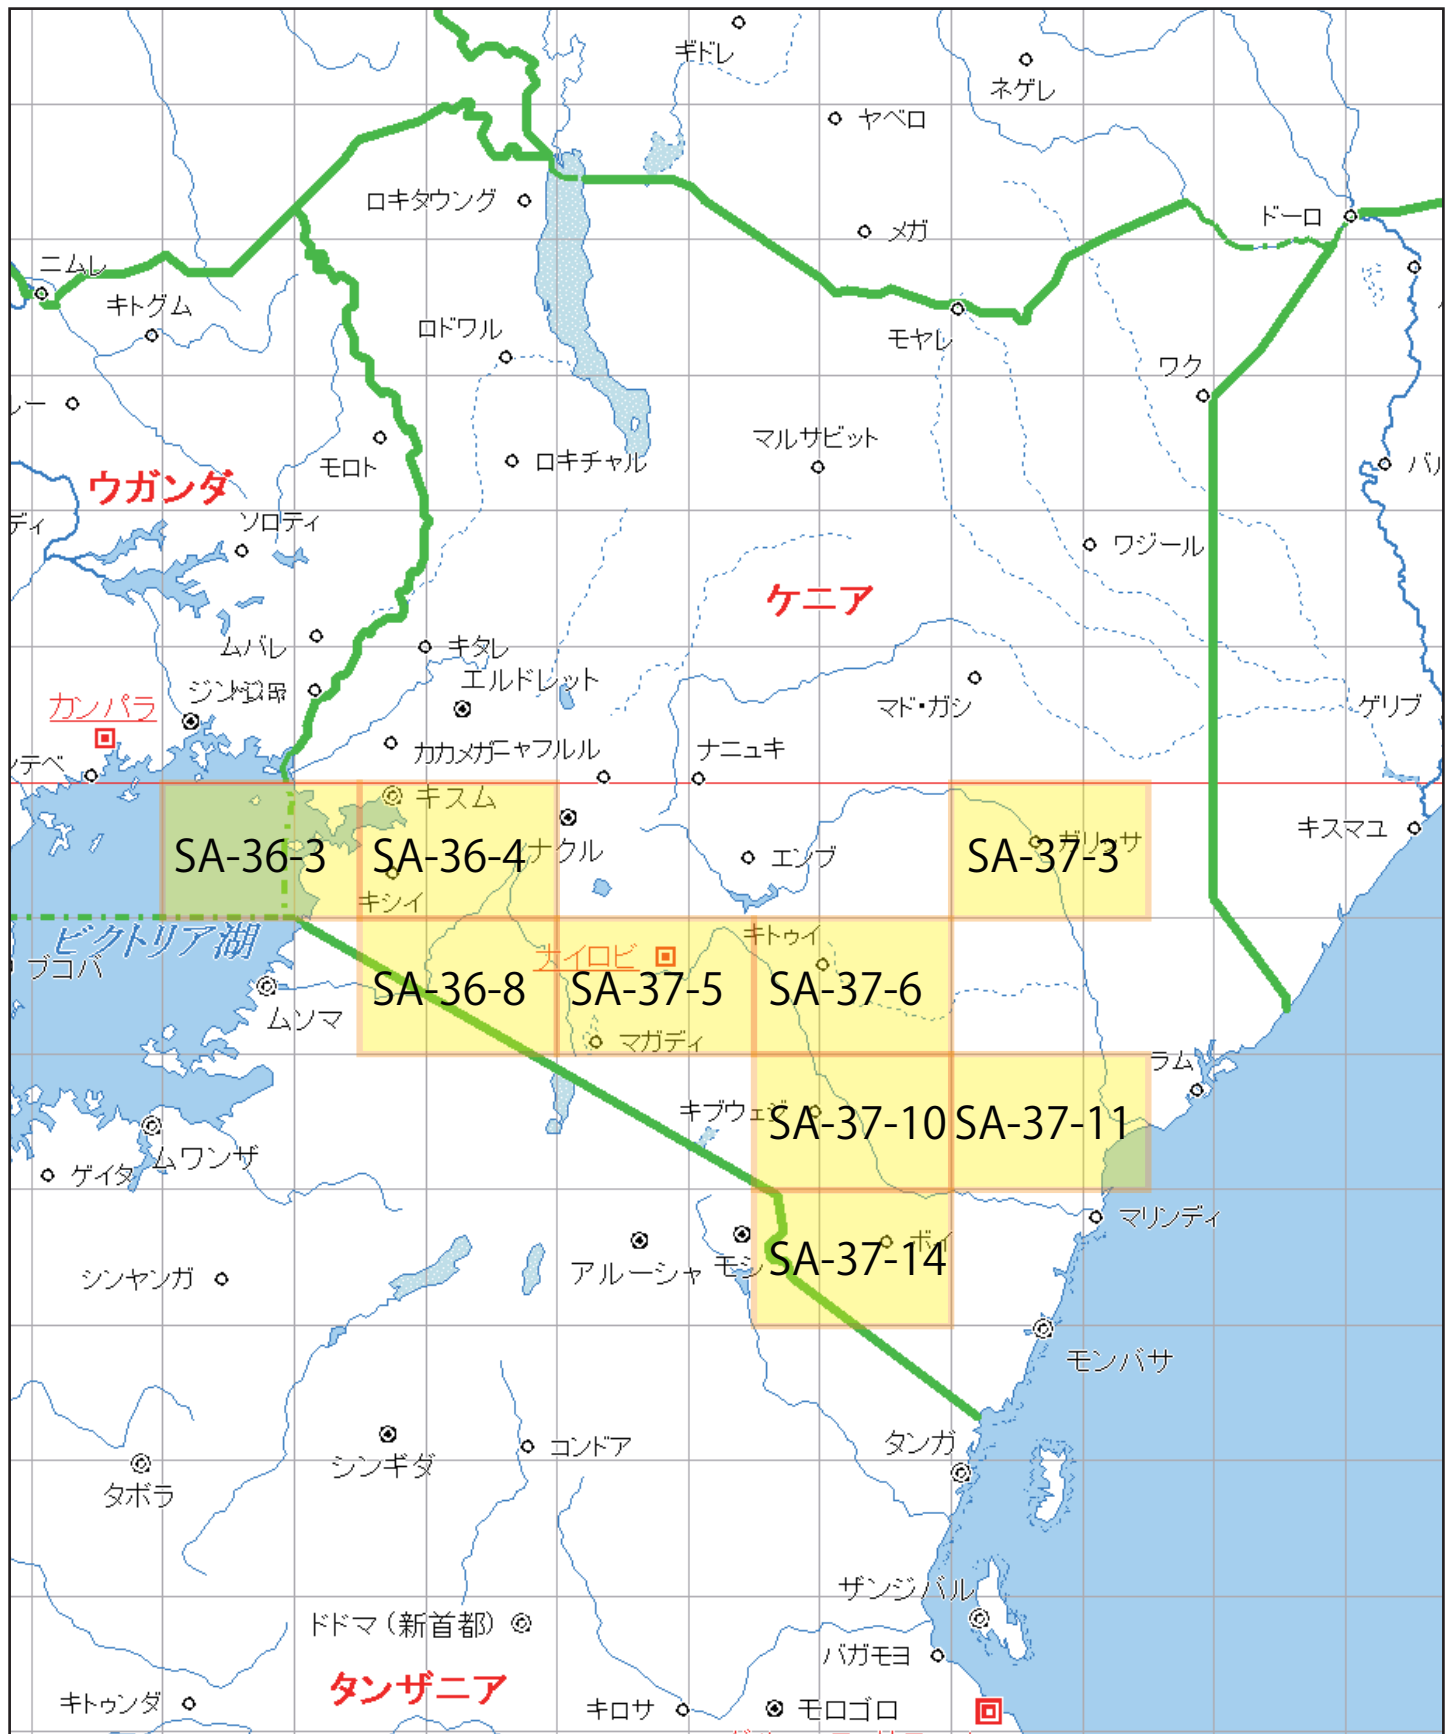 ギドレ
ネゲレ
ヤベロ
ロキタウング
ドーロ
メガ
ニムレ
キトグム
ロドワル
モヤレ
ワク
レー
マルサビット
モロト
ロキチャル
バル
ウガンダ
ディ
ソロティ
ワジール
ケニア
ムバレ
キタレ
エルドレット
カンパラ
マド・ガシ
ゲリブ
カカメガ
ニャフルル
ナニュキ
ンテベ
キスム
キスマユ
SA-36-3
SA-36-4
ナクル
エンブ
SA-37-3
ガリッサ
キシイ
ビクトリア湖
ナイロビ
キトゥイ
ブコバ
SA-36-8
SA-37-5
SA-37-6
ムソマ
マガディ
ラム
キブウェジ
SA-37-10
SA-37-11
ムワンザ
ゲイタ
マリンディ
ボイ
SA-37-14
シンヤンガ
アルーシャ
モシ
モンバサ
タンガ
シンギダ
コンドア
タボラ
ザンジバル
ドドマ（新首都）
バガモヨ
タンザニア
キトゥンダ
キロサ
モロゴロ